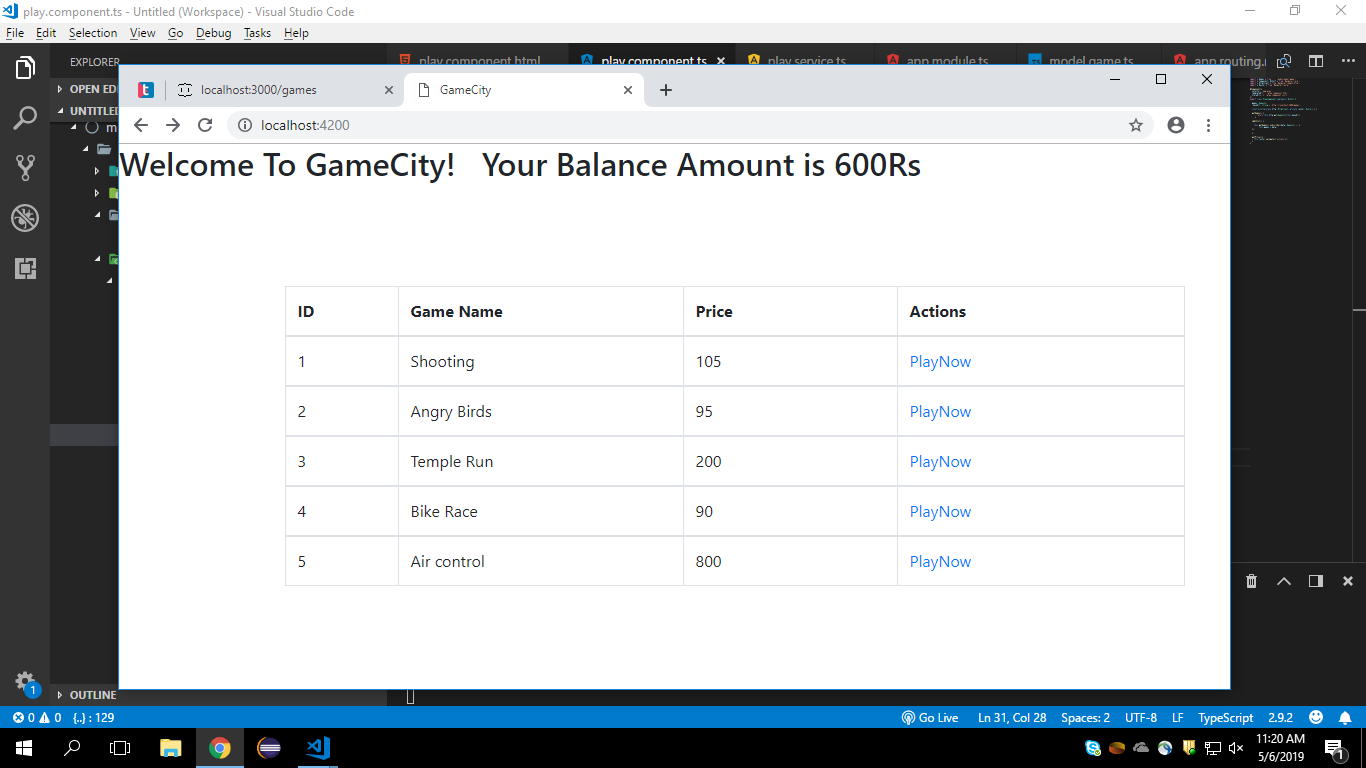 play.component.ts - Untitled (Workspace) - Visual Studio Code
File Edit Selection View Go Debug Tasks Help
EXPLORER
play.component.html play.component.ts play.service.ts app.module.ts model.game.ts app.routing.
OPEN EDI
UNTITLED
m
t localhost:3000/games GameCity
localhost:4200
Welcome To GameCity! Your Balance Amount is 600Rs
ID Game Name Price Actions
1 Shooting 105 PlayNow
2 Angry Birds 95 PlayNow
3 Temple Run 200 PlayNow
4 Bike Race 90 PlayNow
5 Air control 800 PlayNow
1
OUTLINE
0 0 {..} : 129 Go Live Ln 31, Col 28 Spaces: 2 UTF-8 LF TypeScript 2.9.2
11:20 AM
5/6/2019
1